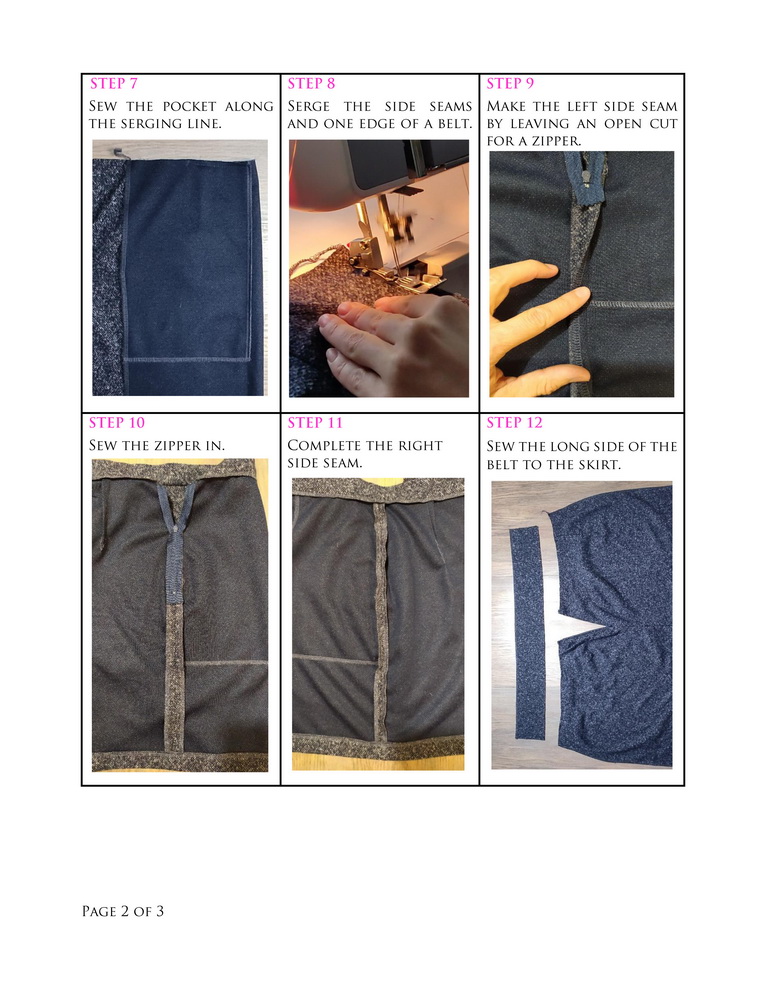 STEP 7
Sew the pocket along
the serging line.
STEP 8
Serge the side seams
and one edge of a belt.
STEP 9
Make the left side seam
by leaving an open cut
for a zipper.
STEP 10
Sew the zipper in.
STEP 11
Complete the right
side seam.
STEP 12
Sew the long side of the
belt to the skirt.
Page 2 of 3